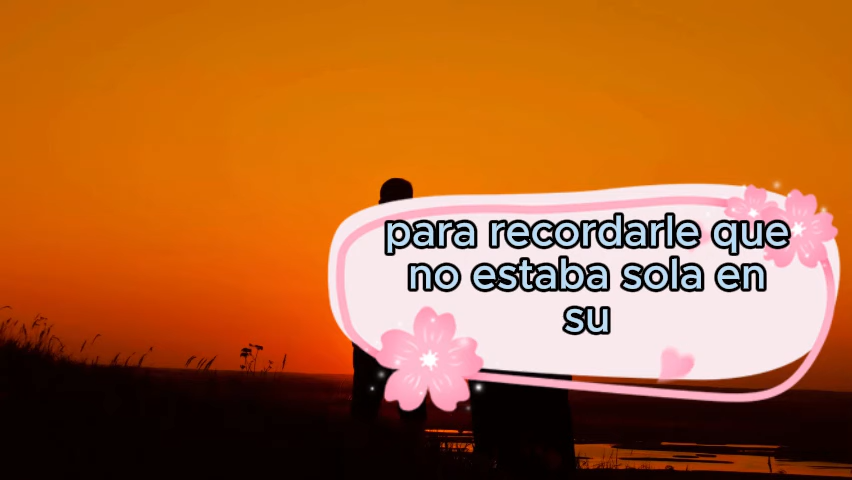 para recordarle que
no estaba sola en
su